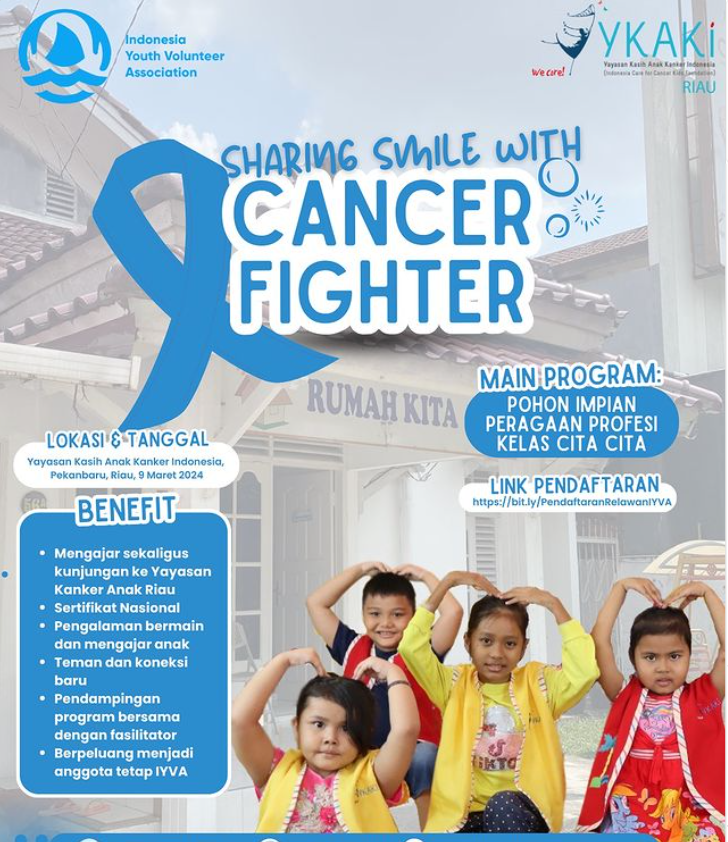 Indonesia
Youth Volunteer
Association
YKAKi
We care!
Yayasan Kasih Anak Kanker Indonesia
(Indonesia Care for Cancer Kids Foundation)
RIAU
SHARING SMILE WITH
CANCER
FIGHTER
RUMAH KITA
MAIN PROGRAM:
POHON IMPIAN
PERAGAAN PROFESI
KELAS CITA CITA
LOKASI & TANGGAL
Yayasan Kasih Anak Kanker Indonesia,
Pekanbaru, Riau, 9 Maret 2024
LINK PENDAFTARAN
https://bit.ly/PendaftaranRelawanIYVA
BENEFIT
• Mengajar sekaligus
kunjungan ke Yayasan
Kanker Anak Riau
• Sertifikat Nasional
• Pengalaman bermain
dan mengajar anak
• Teman dan koneksi
baru
• Pendampingan
program bersama
dengan fasilitator
• Berpeluang menjadi
anggota tetap IYVA